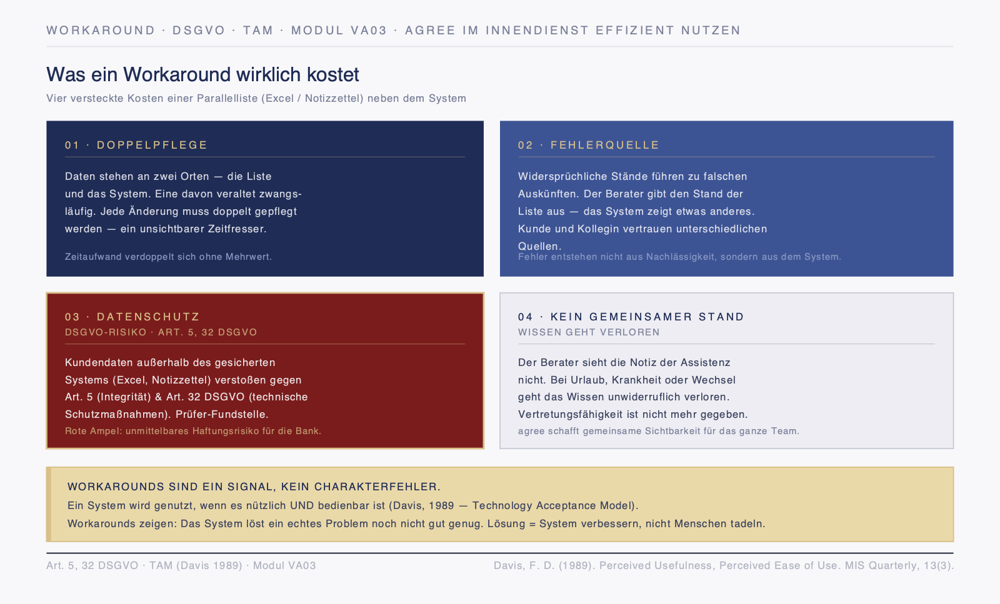 WORKAROUND · DSGVO · TAM · MODUL VA03 · AGREE IM INNENDIENST EFFIZIENT NUTZEN
Was ein Workaround wirklich kostet
Vier versteckte Kosten einer Parallelliste (Excel / Notizzettel) neben dem System
01 · DOPPELPFLEGE
Daten stehen an zwei Orten — die Liste
und das System. Eine davon veraltet zwangs-
läufig. Jede Änderung muss doppelt gepflegt
werden — ein unsichtbarer Zeitfresser.
Zeitaufwand verdoppelt sich ohne Mehrwert.
02 · FEHLERQUELLE
Widersprüchliche Stände führen zu falschen
Auskünften. Der Berater gibt den Stand der
Liste aus — das System zeigt etwas anderes.
Kunde und Kollegin vertrauen unterschiedlichen
Quellen.
Fehler entstehen nicht aus Nachlässigkeit, sondern aus dem System.
03 · DATENSCHUTZ
DSGVO-RISIKO · ART. 5, 32 DSGVO
Kundendaten außerhalb des gesicherten
Systems (Excel, Notizzettel) verstoßen gegen
Art. 5 (Integrität) & Art. 32 DSGVO (technische
Schutzmaßnahmen). Prüfer-Fundstelle.
Rote Ampel: unmittelbares Haftungsrisiko für die Bank.
04 · KEIN GEMEINSAMER STAND
WISSEN GEHT VERLOREN
Der Berater sieht die Notiz der Assistenz
nicht. Bei Urlaub, Krankheit oder Wechsel
geht das Wissen unwiderruflich verloren.
Vertretungsfähigkeit ist nicht mehr gegeben.
agree schafft gemeinsame Sichtbarkeit für das ganze Team.
WORKAROUNDS SIND EIN SIGNAL, KEIN CHARAKTERFEHLER.
Ein System wird genutzt, wenn es nützlich UND bedienbar ist (Davis, 1989 — Technology Acceptance Model).
Workarounds zeigen: Das System löst ein echtes Problem noch nicht gut genug. Lösung = System verbessern, nicht Menschen tadeln.
Art. 5, 32 DSGVO · TAM (Davis 1989) · Modul VA03
Davis, F. D. (1989). Perceived Usefulness, Perceived Ease of Use. MIS Quarterly, 13(3).